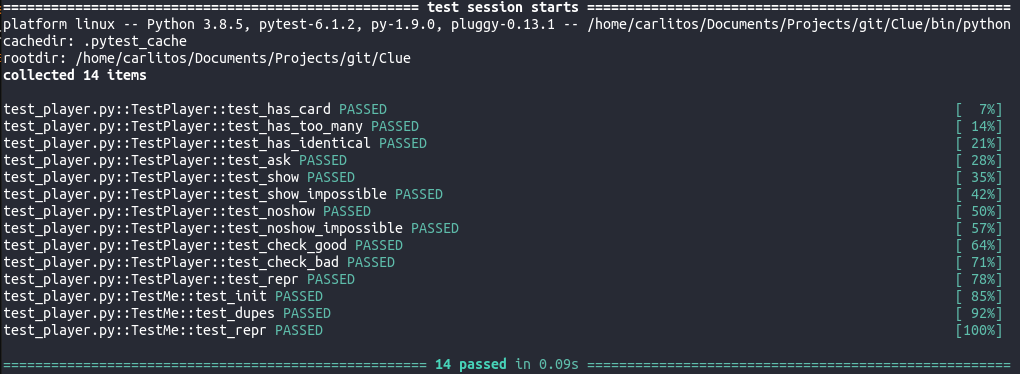 ==================================================== test session starts =====================================================
platform linux -- Python 3.8.5, pytest-6.1.2, py-1.9.0, pluggy-0.13.1 -- /home/carlitos/Documents/Projects/git/Clue/bin/python
cachedir: .pytest_cache
rootdir: /home/carlitos/Documents/Projects/git/Clue
collected 14 items
test_player.py::TestPlayer::test_has_card PASSED [  7%]
test_player.py::TestPlayer::test_has_too_many PASSED [ 14%]
test_player.py::TestPlayer::test_has_identical PASSED [ 21%]
test_player.py::TestPlayer::test_ask PASSED [ 28%]
test_player.py::TestPlayer::test_show PASSED [ 35%]
test_player.py::TestPlayer::test_show_impossible PASSED [ 42%]
test_player.py::TestPlayer::test_noshow PASSED [ 50%]
test_player.py::TestPlayer::test_noshow_impossible PASSED [ 57%]
test_player.py::TestPlayer::test_check_good PASSED [ 64%]
test_player.py::TestPlayer::test_check_bad PASSED [ 71%]
test_player.py::TestPlayer::test_repr PASSED [ 78%]
test_player.py::TestMe::test_init PASSED [ 85%]
test_player.py::TestMe::test_dupes PASSED [ 92%]
test_player.py::TestMe::test_repr PASSED [100%]
===================================================== 14 passed in 0.09s =====================================================